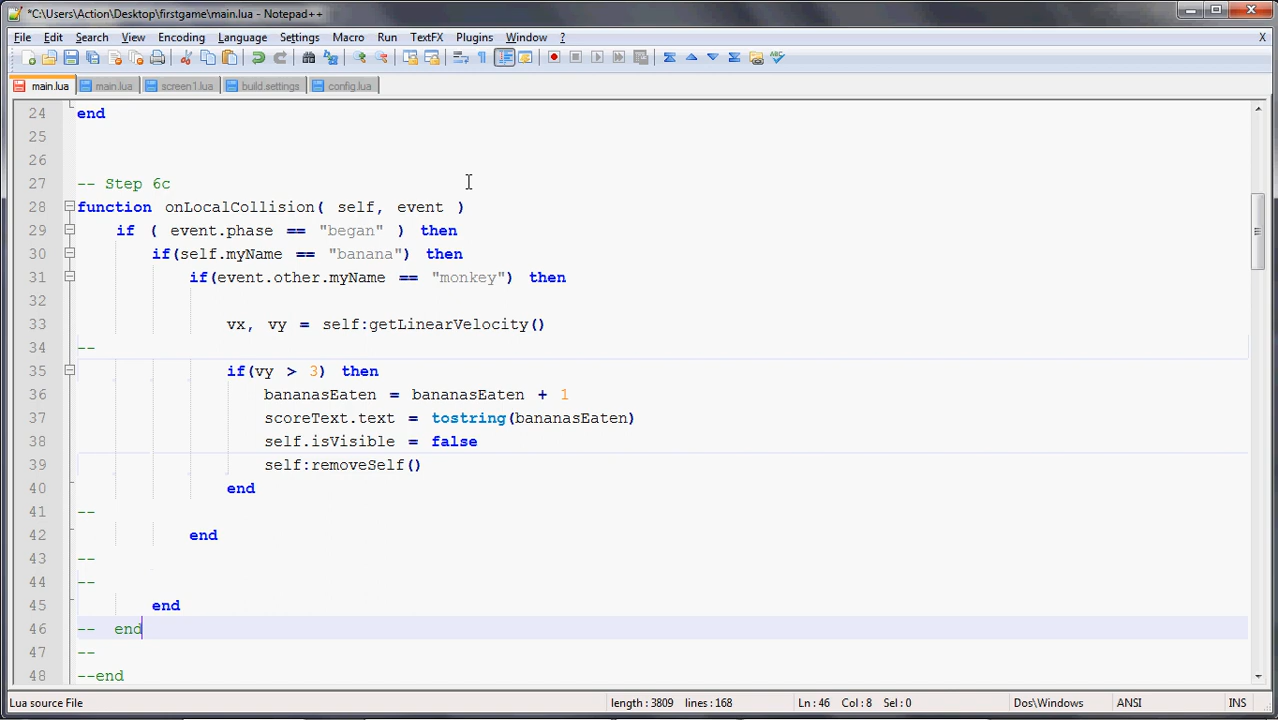 *C:\Users\Action\Desktop\firstgame\main.lua - Notepad++
File Edit Search View Encoding Language Settings Macro Run TextFX Plugins Window ? X
main.lua main.lua screen1.lua build.settings config.lua
24 end
25
26
27 -- Step 6c
28 function onLocalCollision( self, event )
29 if ( event.phase == "began" ) then
30 if(self.myName == "banana") then
31 if(event.other.myName == "monkey") then
32
33 vx, vy = self:getLinearVelocity()
34 --
35 if(vy > 3) then
36 bananasEaten = bananasEaten + 1
37 scoreText.text = tostring(bananasEaten)
38 self.isVisible = false
39 self:removeSelf()
40 end
41 --
42 end
43 --
44 --
45 end
46 -- end
47 --
48 --end
Lua source File length : 3809 lines : 168 Ln : 46 Col : 8 Sel : 0 Dos\Windows ANSI INS